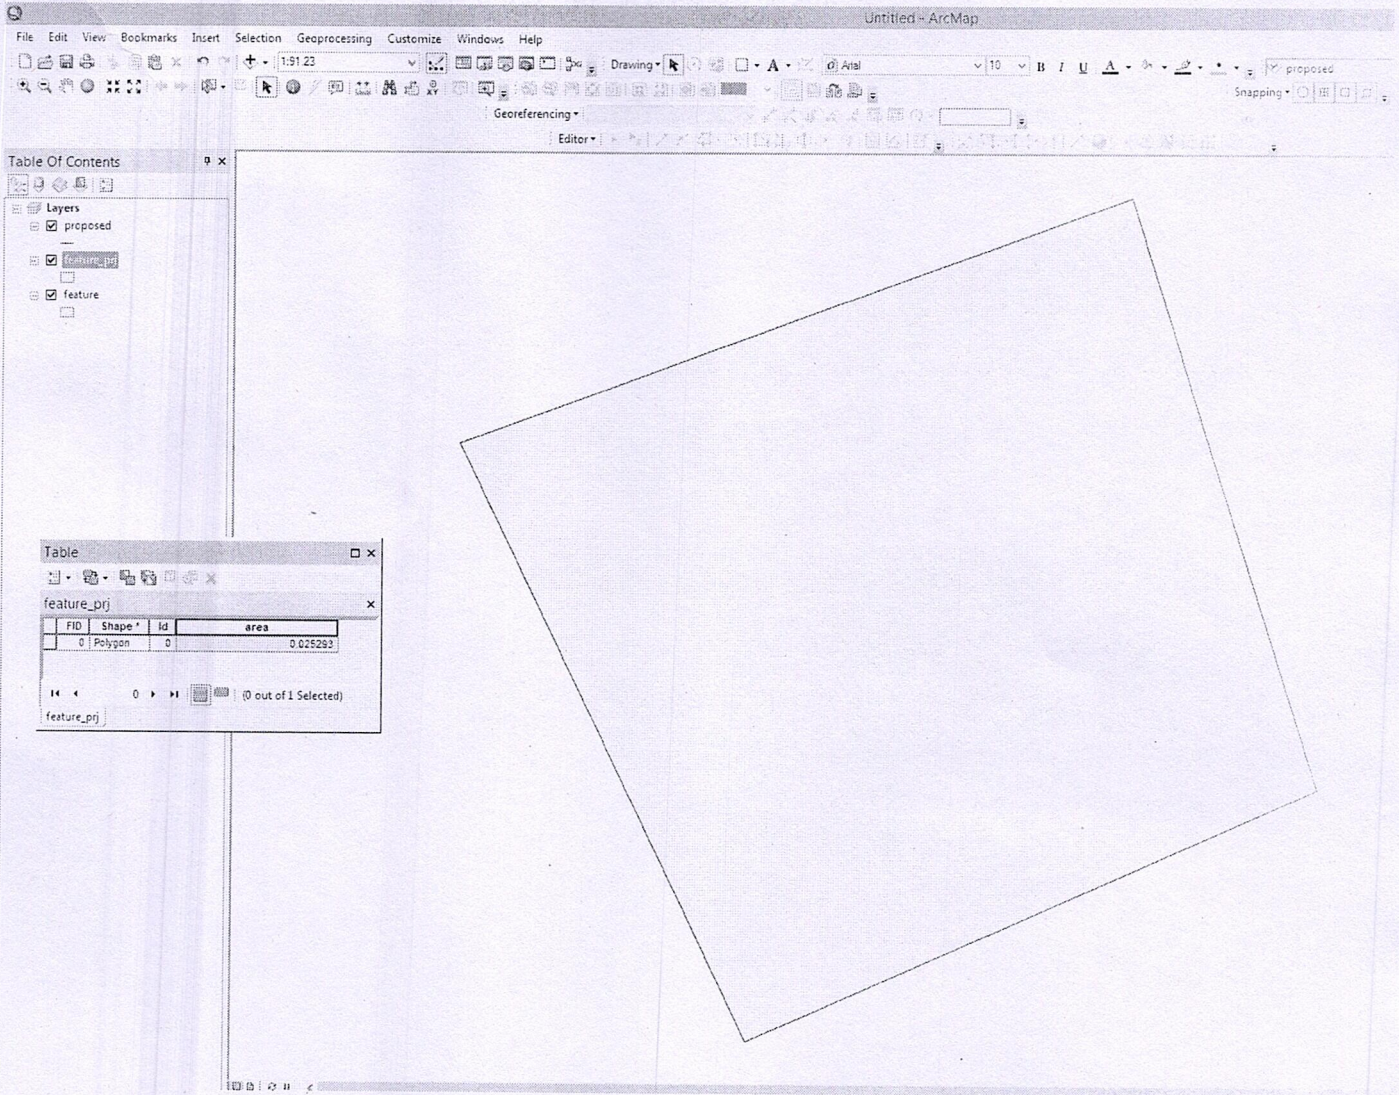 Untitled - ArcMap
File Edit View Bookmarks Insert Selection Geoprocessing Customize Windows Help
1:91.23 Drawing A Arial 10 B I U A proposed
Snapping
Georeferencing
Editor
Table Of Contents
Layers
proposed
feature_prj
feature
Table
feature_prj
FID Shape * Id area
0 Polygon 0 0.025293
0 (0 out of 1 Selected)
feature_prj